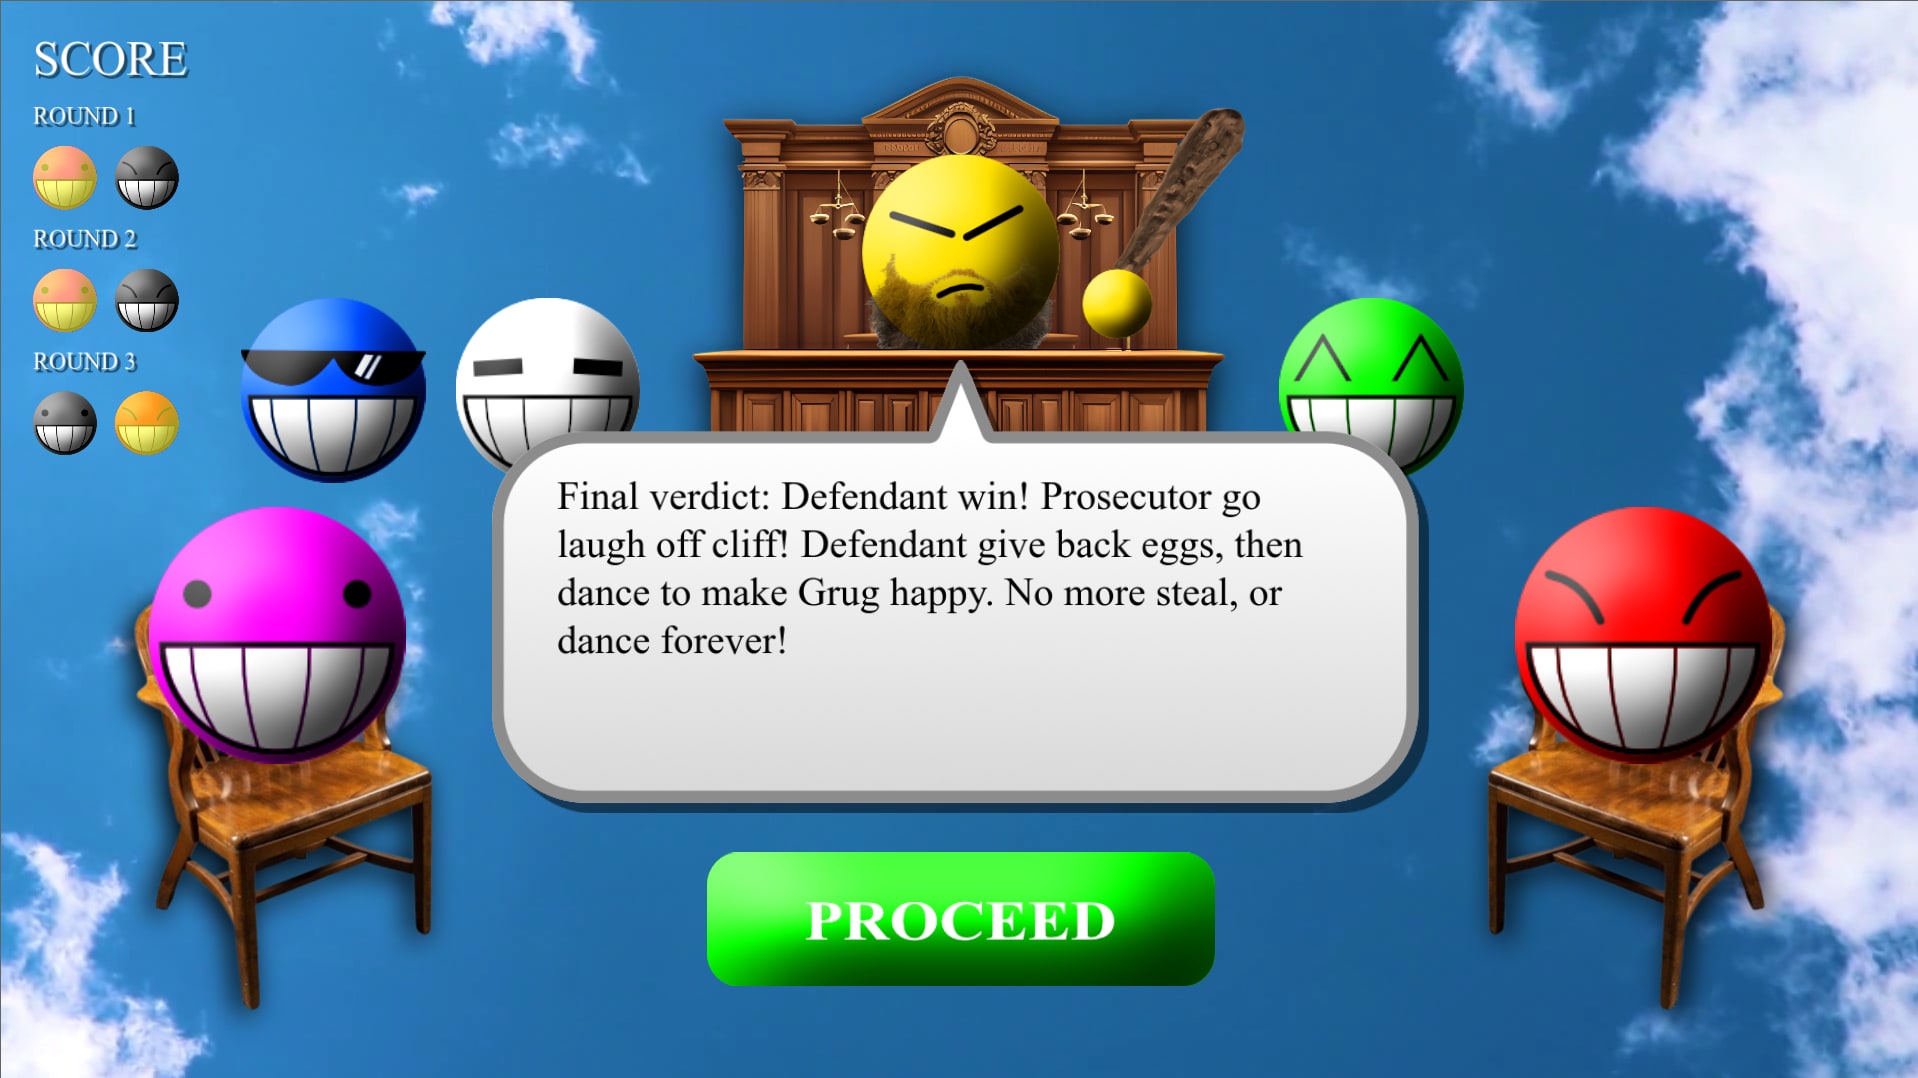 SCORE
ROUND 1
ROUND 2
ROUND 3
Final verdict: Defendant win! Prosecutor go
laugh off cliff! Defendant give back eggs, then
dance to make Grug happy. No more steal, or
dance forever!
PROCEED